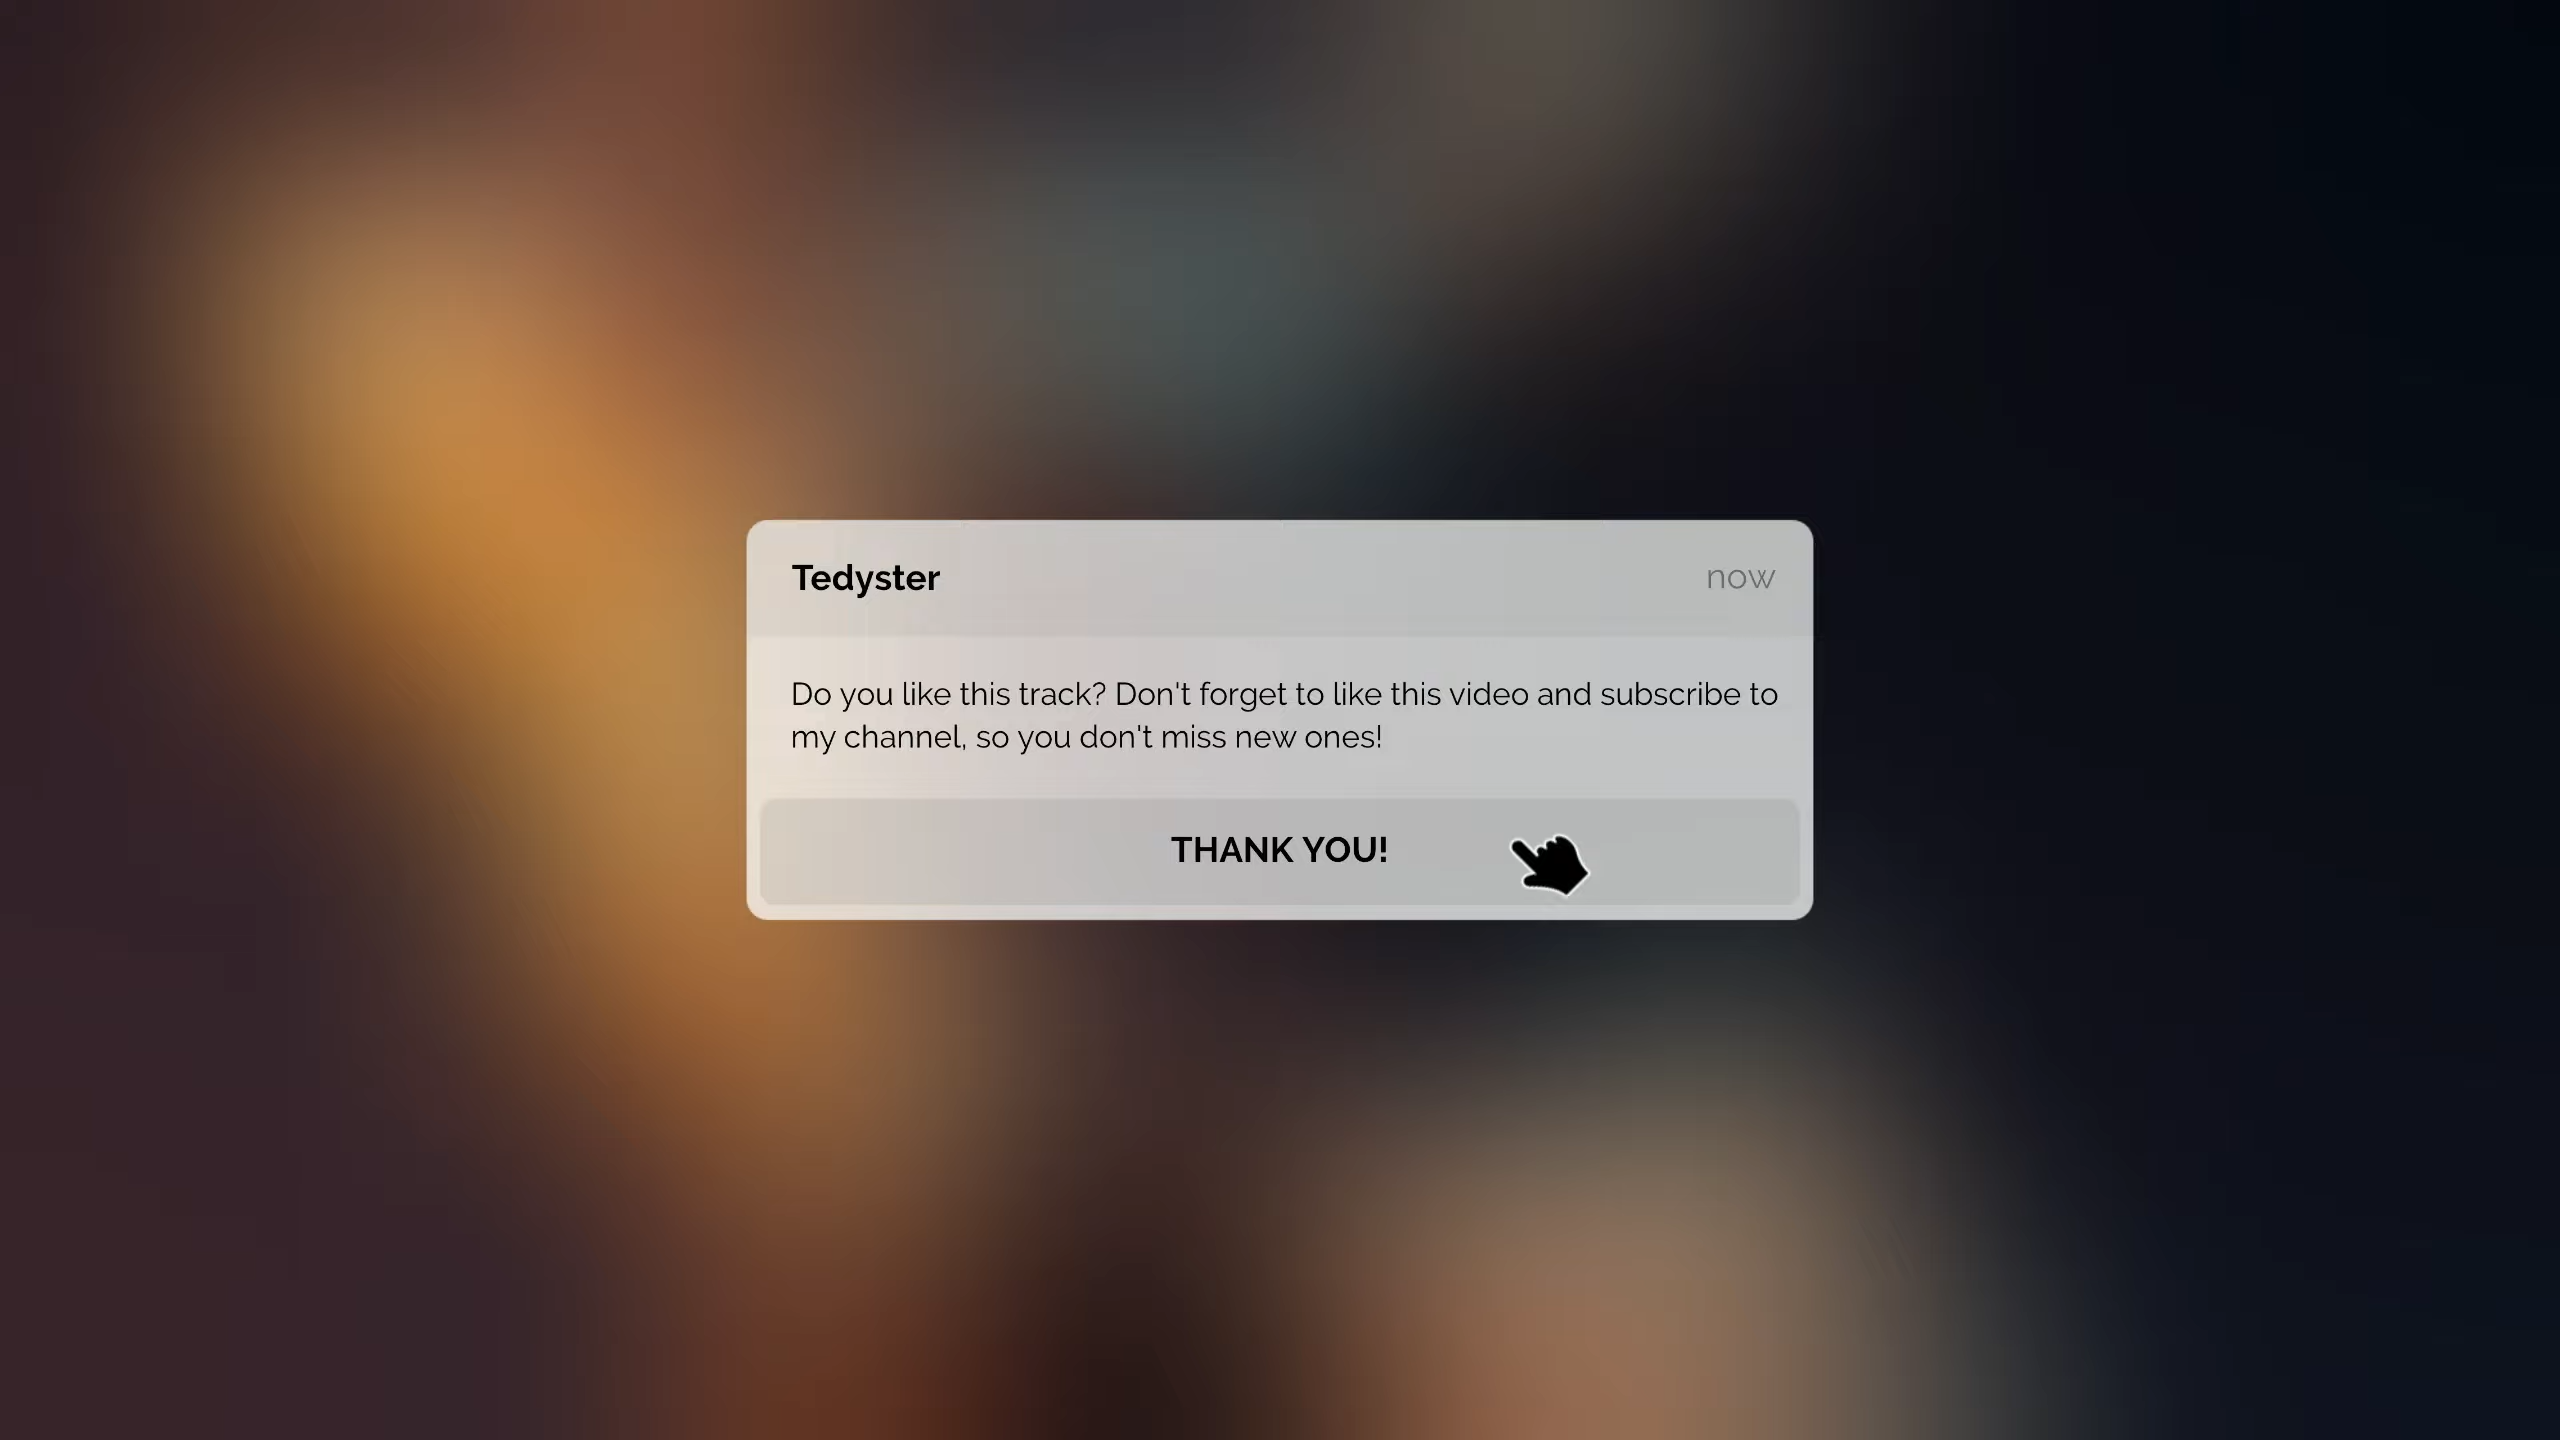 Tedyster
now
Do you like this track? Don't forget to like this video and subscribe to
my channel, so you don't miss new ones!
THANK YOU!